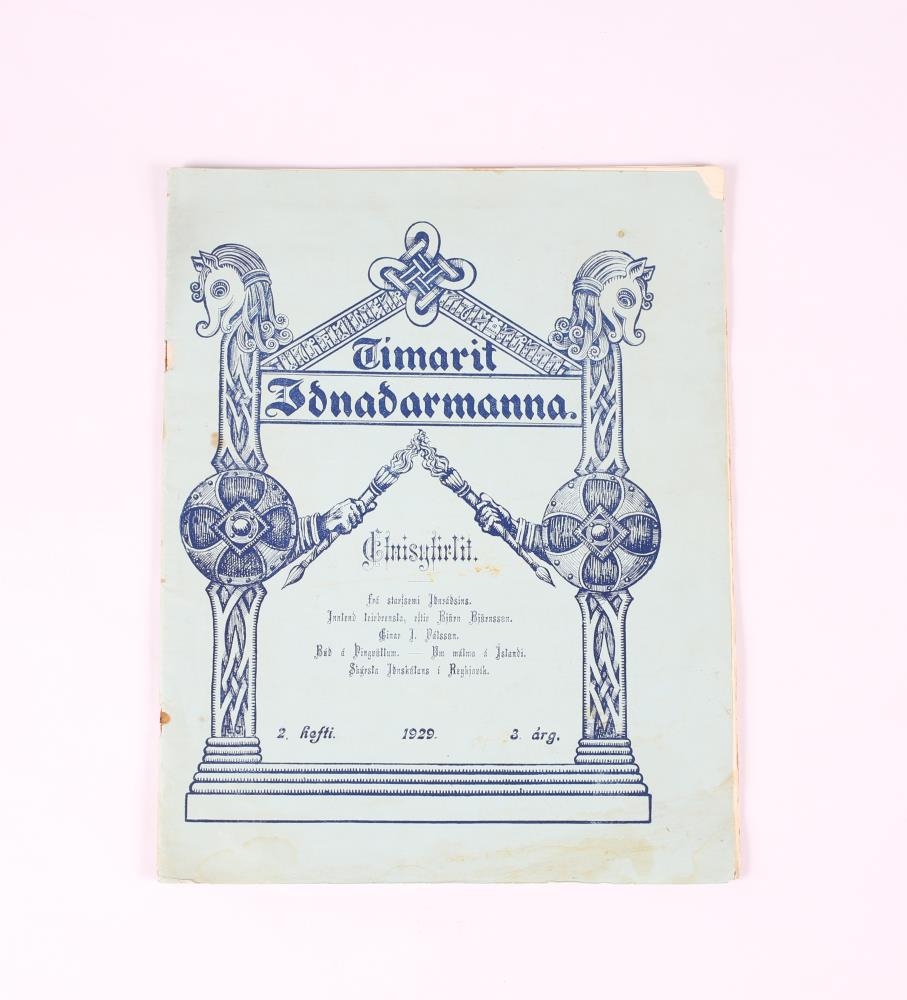 Tímarit
Iðnaðarmanna.
Efnisyfirlit.
Frá starfsemi Iðnráðsins.
Innlend leirbrensla, eftir Björn Björnsson.
Einar J. Pálsson.
Búð á Þingvöllum. — Um málma á Íslandi.
Skýrsla Iðnskólans í Reykjavík.
2. hefti. 1929. 3. árg.